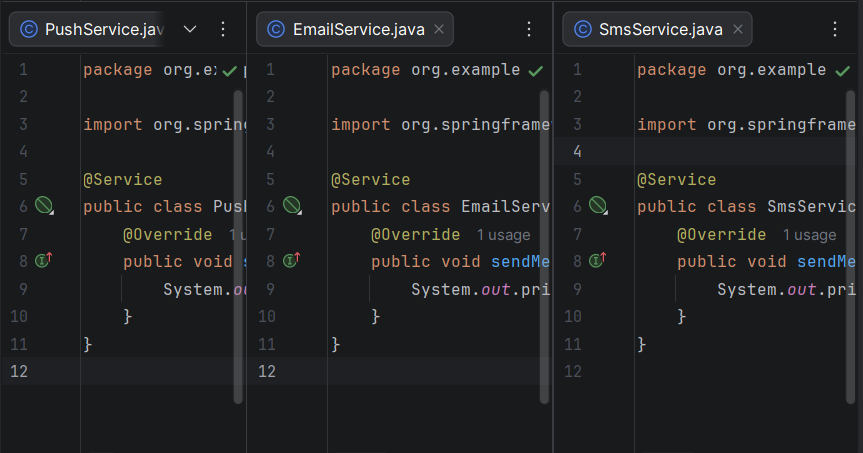 PushService.jav
1 package org.ex
2
3 import org.spring
4
5 @Service
6 public class Pus
7 @Override 1 u
8 public void s
9 System.ou
10 }
11 }
12
EmailService.java
1 package org.example
2
3 import org.springframe
4
5 @Service
6 public class EmailServ
7 @Override 1 usage
8 public void sendMe
9 System.out.pri
10 }
11 }
12
SmsService.java
1 package org.example
2
3 import org.springframe
4
5 @Service
6 public class SmsServic
7 @Override 1 usage
8 public void sendMe
9 System.out.pri
10 }
11 }
12